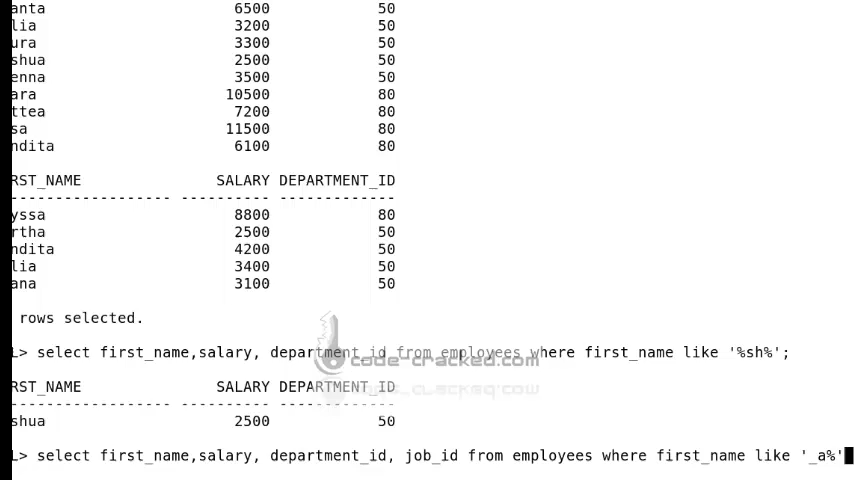 anta 6500 50
lia 3200 50
ura 3300 50
shua 2500 50
enna 3500 50
ara 10500 80
ttea 7200 80
sa 11500 80
ndita 6100 80
RST_NAME SALARY DEPARTMENT_ID
------------------ ---------- -------------
yssa 8800 80
rtha 2500 50
ndita 4200 50
lia 3400 50
ana 3100 50
rows selected.
L> select first_name,salary, department_id from employees where first_name like '%sh%';
code-cracked.com
RST_NAME SALARY DEPARTMENT_ID
------------------ ---------- -------------
shua 2500 50
L> select first_name,salary, department_id, job_id from employees where first_name like '_a%'